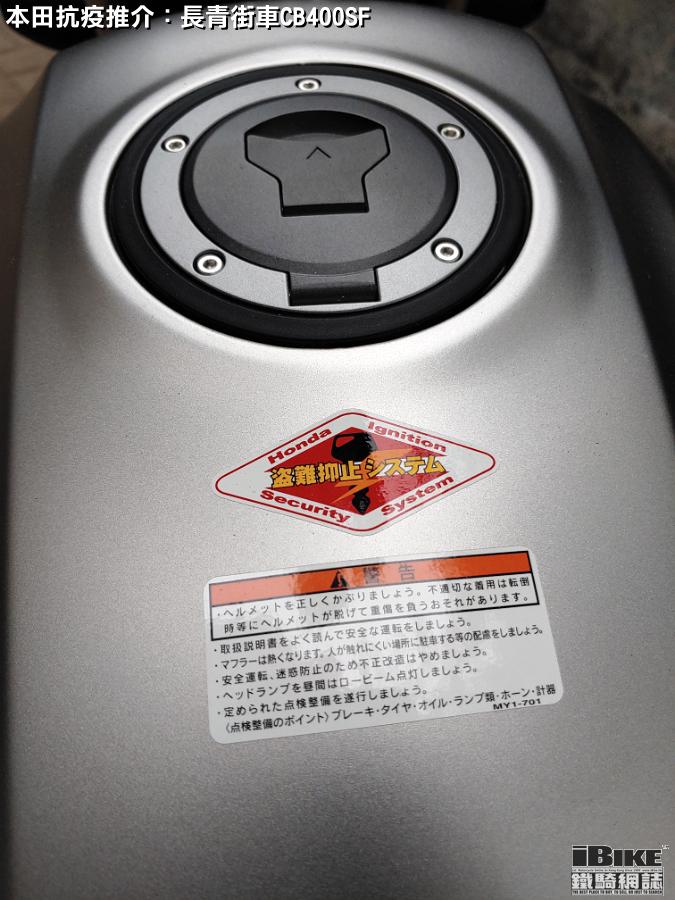 本田抗疫推介：長青街車CB400SF
Honda Ignition
盗難抑止システム
Security System
警告
・ヘルメットを正しくかぶりましょう。不適切な着用は転倒
時等にヘルメットが脱げて重傷を負うおそれがあります。
・取扱説明書をよく読んで安全な運転をしましょう。
・マフラーは熱くなります。人が触れにくい場所に駐車する等の配慮をしましょう。
・安全運転、迷惑防止のため不正改造はやめましょう。
・ヘッドランプを昼間はロービーム点灯しましょう。
・定められた点検整備を遂行しましょう。
〈点検整備のポイント〉ブレーキ・タイヤ・オイル・ランプ類・ホーン・計器
MY1-701
iBIKE
鐵騎網誌
THE BEST PLACE TO BUY, TO SELL OR JUST TO SEARCH